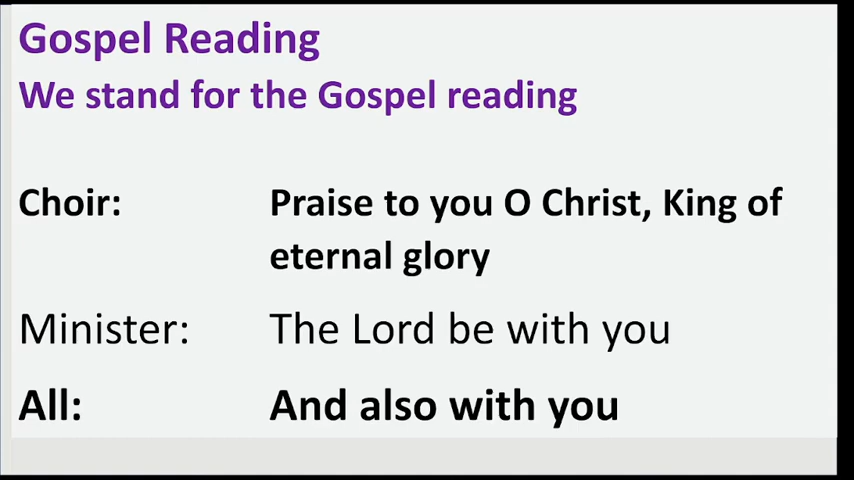 Gospel Reading
We stand for the Gospel reading
Choir: Praise to you O Christ, King of
eternal glory
Minister: The Lord be with you
All: And also with you